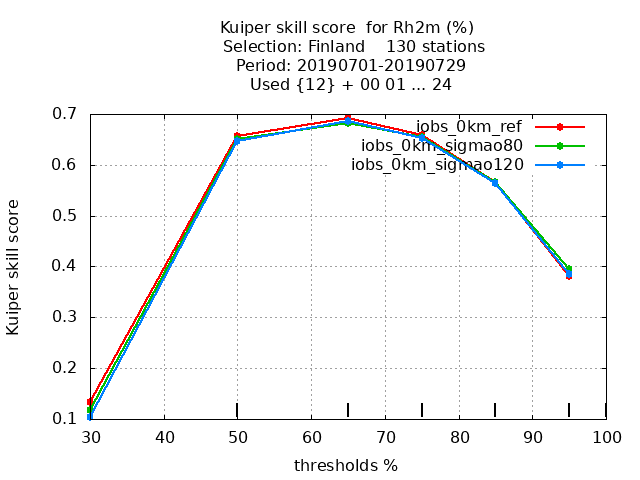 Kuiper skill score  for Rh2m (%)
Selection: Finland    130 stations
Period: 20190701-20190729
Used {12} + 00 01 ... 24
0.7
0.6
0.5
0.4
0.3
0.2
0.1
Kuiper skill score
iobs_0km_ref
iobs_0km_sigmao80
iobs_0km_sigmao120
30 40 50 60 70 80 90 100
thresholds %